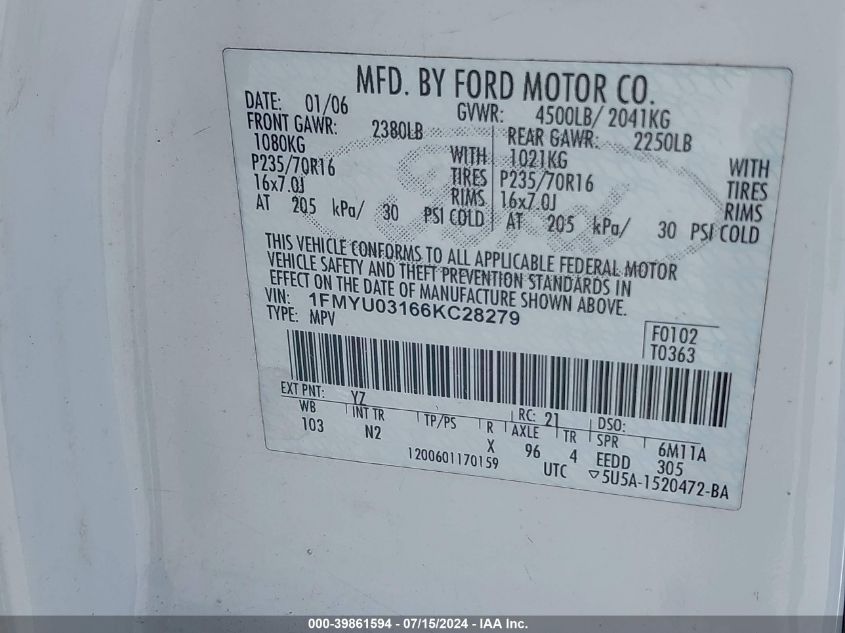 MFD. BY FORD MOTOR CO.
DATE: 01/06 GVWR: 4500LB/ 2041KG
FRONT GAWR: 2380LB
1080KG WITH
P235/70R16 TIRES
16x7.0J RIMS
AT 205 kPa/ 30 PSI COLD
REAR GAWR: 2250LB
1021KG WITH
P235/70R16 TIRES
16x7.0J RIMS
AT 205 kPa/ 30 PSI COLD
THIS VEHICLE CONFORMS TO ALL APPLICABLE FEDERAL MOTOR
VEHICLE SAFETY AND THEFT PREVENTION STANDARDS IN
EFFECT ON THE DATE OF MANUFACTURE SHOWN ABOVE.
VIN: 1FMYU03166KC28279
TYPE: MPV
F0102
T0363
EXT PNT: YZ RC: 21 DSO:
WB INT TR TP/PS R AXLE TR SPR 6M11A
103 N2 X 96 4 EEDD 305
1200601170159 UTC ▽5U5A-1520472-BA
Ford
000-39861594 - 07/15/2024 - IAA Inc.